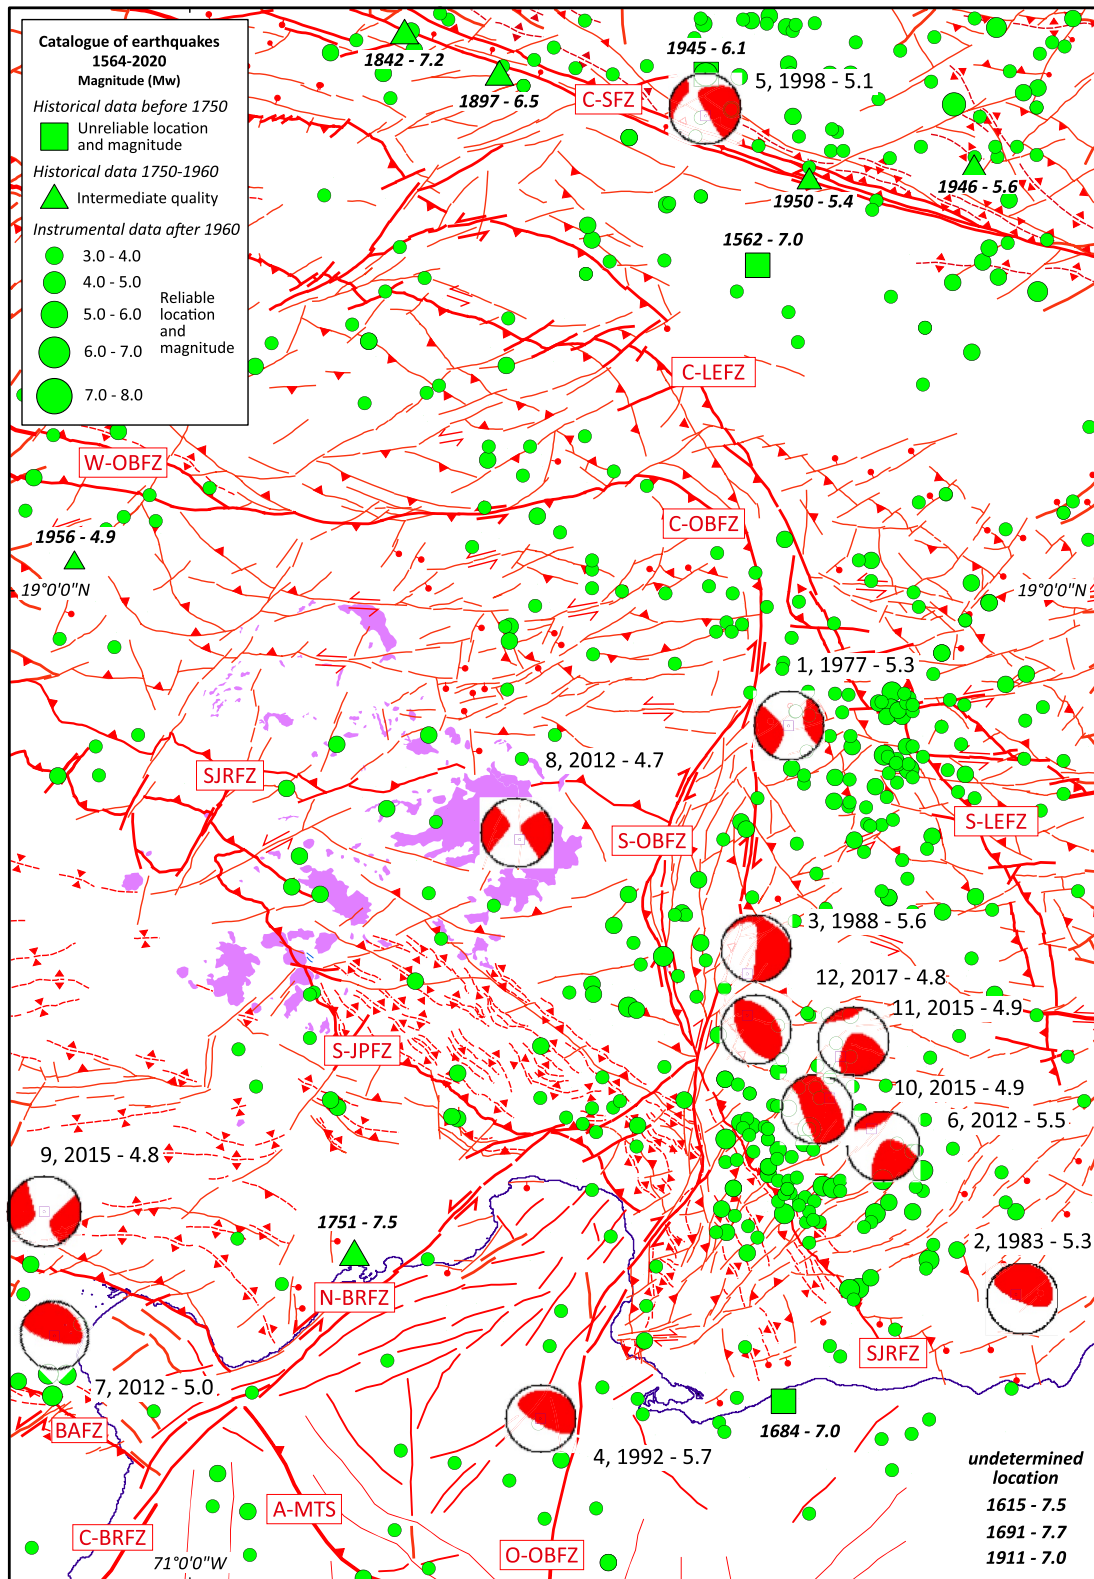 Catalogue of earthquakes
1564-2020
Magnitude (Mw)
Historical data before 1750
Unreliable location
and magnitude
Historical data 1750-1960
Intermediate quality
Instrumental data after 1960
3.0 - 4.0
4.0 - 5.0
5.0 - 6.0
6.0 - 7.0
7.0 - 8.0
Reliable
location
and
magnitude
1842 - 7.2
1897 - 6.5
1945 - 6.1
5, 1998 - 5.1
C-SFZ
1950 - 5.4
1946 - 5.6
1562 - 7.0
C-LEFZ
W-OBFZ
C-OBFZ
1956 - 4.9
19°0'0"N
19°0'0"N
1, 1977 - 5.3
8, 2012 - 4.7
SJRFZ
S-OBFZ
S-LEFZ
3, 1988 - 5.6
12, 2017 - 4.8
11, 2015 - 4.9
S-JPFZ
10, 2015 - 4.9
6, 2012 - 5.5
9, 2015 - 4.8
1751 - 7.5
2, 1983 - 5.3
N-BRFZ
SJRFZ
7, 2012 - 5.0
BAFZ
1684 - 7.0
4, 1992 - 5.7
undetermined
location
1615 - 7.5
1691 - 7.7
1911 - 7.0
A-MTS
C-BRFZ
O-OBFZ
71°0'0"W